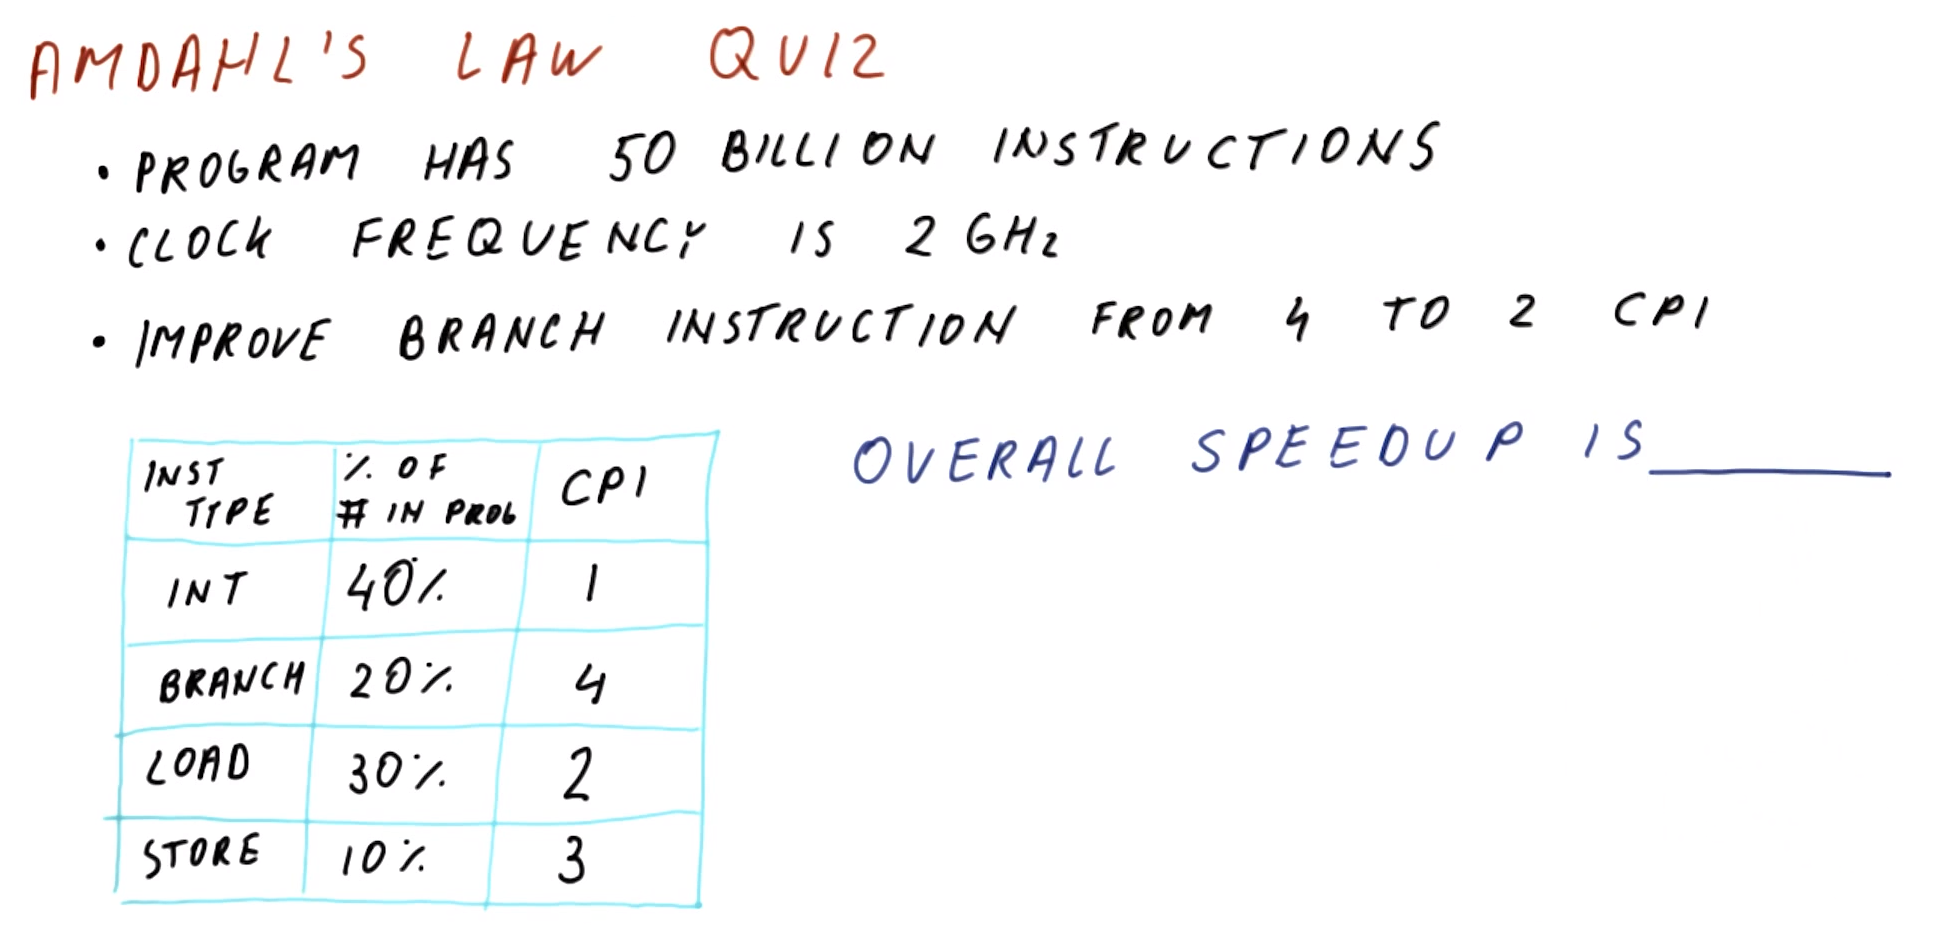 AMDAHL'S LAW QUIZ
• PROGRAM HAS 50 BILLION INSTRUCTIONS
• CLOCK FREQUENCY IS 2 GHz
• IMPROVE BRANCH INSTRUCTION FROM 4 TO 2 CPI
OVERALL SPEEDUP IS
INST TYPE % OF # IN PROG CPI
INT 40% 1
BRANCH 20% 4
LOAD 30% 2
STORE 10% 3